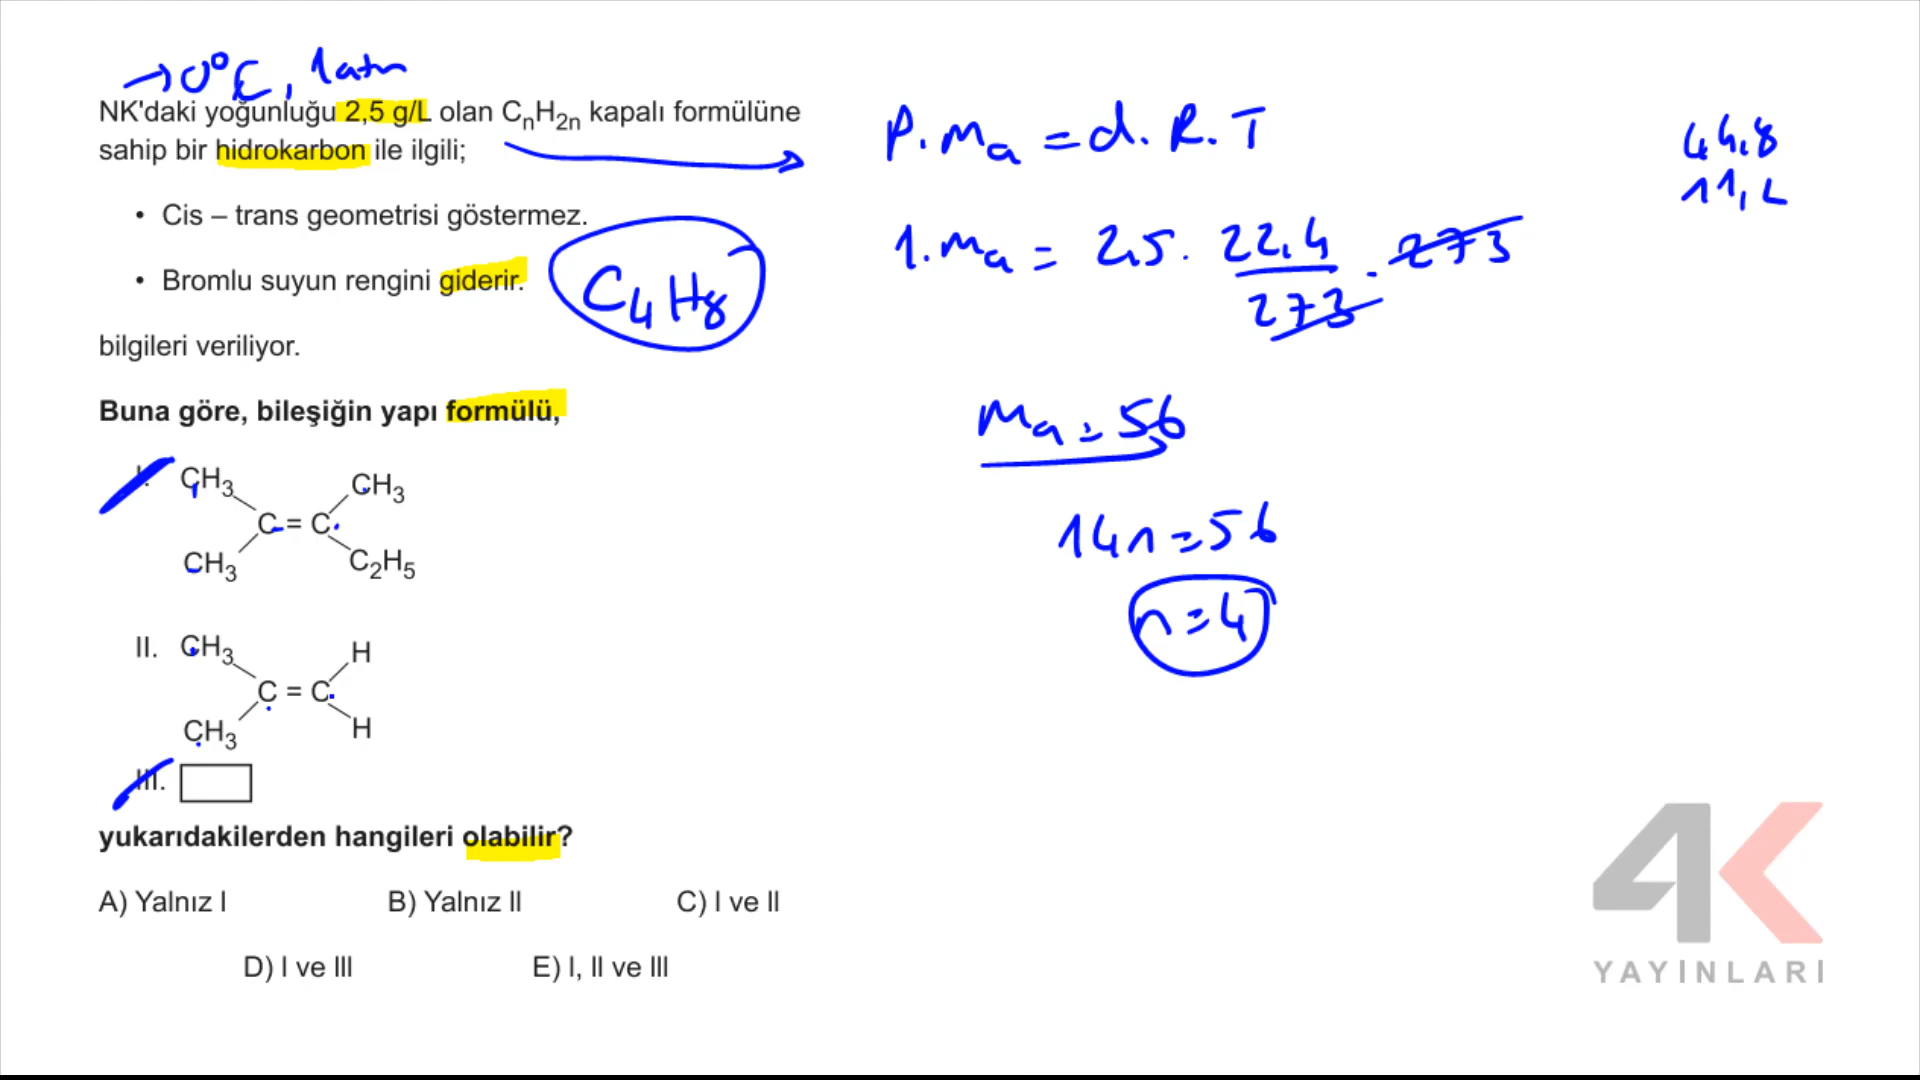 → 0°C, 1 atm
NK'daki yoğunluğu 2,5 g/L olan CnH2n kapalı formülüne
sahip bir hidrokarbon ile ilgili;
• Cis – trans geometrisi göstermez.
• Bromlu suyun rengini giderir.
C4H8
bilgileri veriliyor.
Buna göre, bileşiğin yapı formülü,
I. CH3 CH3
C = C
CH3 C2H5
II. CH3 H
C = C
CH3 H
III.
yukarıdakilerden hangileri olabilir?
A) Yalnız I B) Yalnız II C) I ve II
D) I ve III E) I, II ve III
P.Ma = d.R.T
1.Ma = 2,5 . 22,4 / 273 . 273
Ma = 56
14n = 56
n = 4
44,8
11,2
4K
YAYINLARI